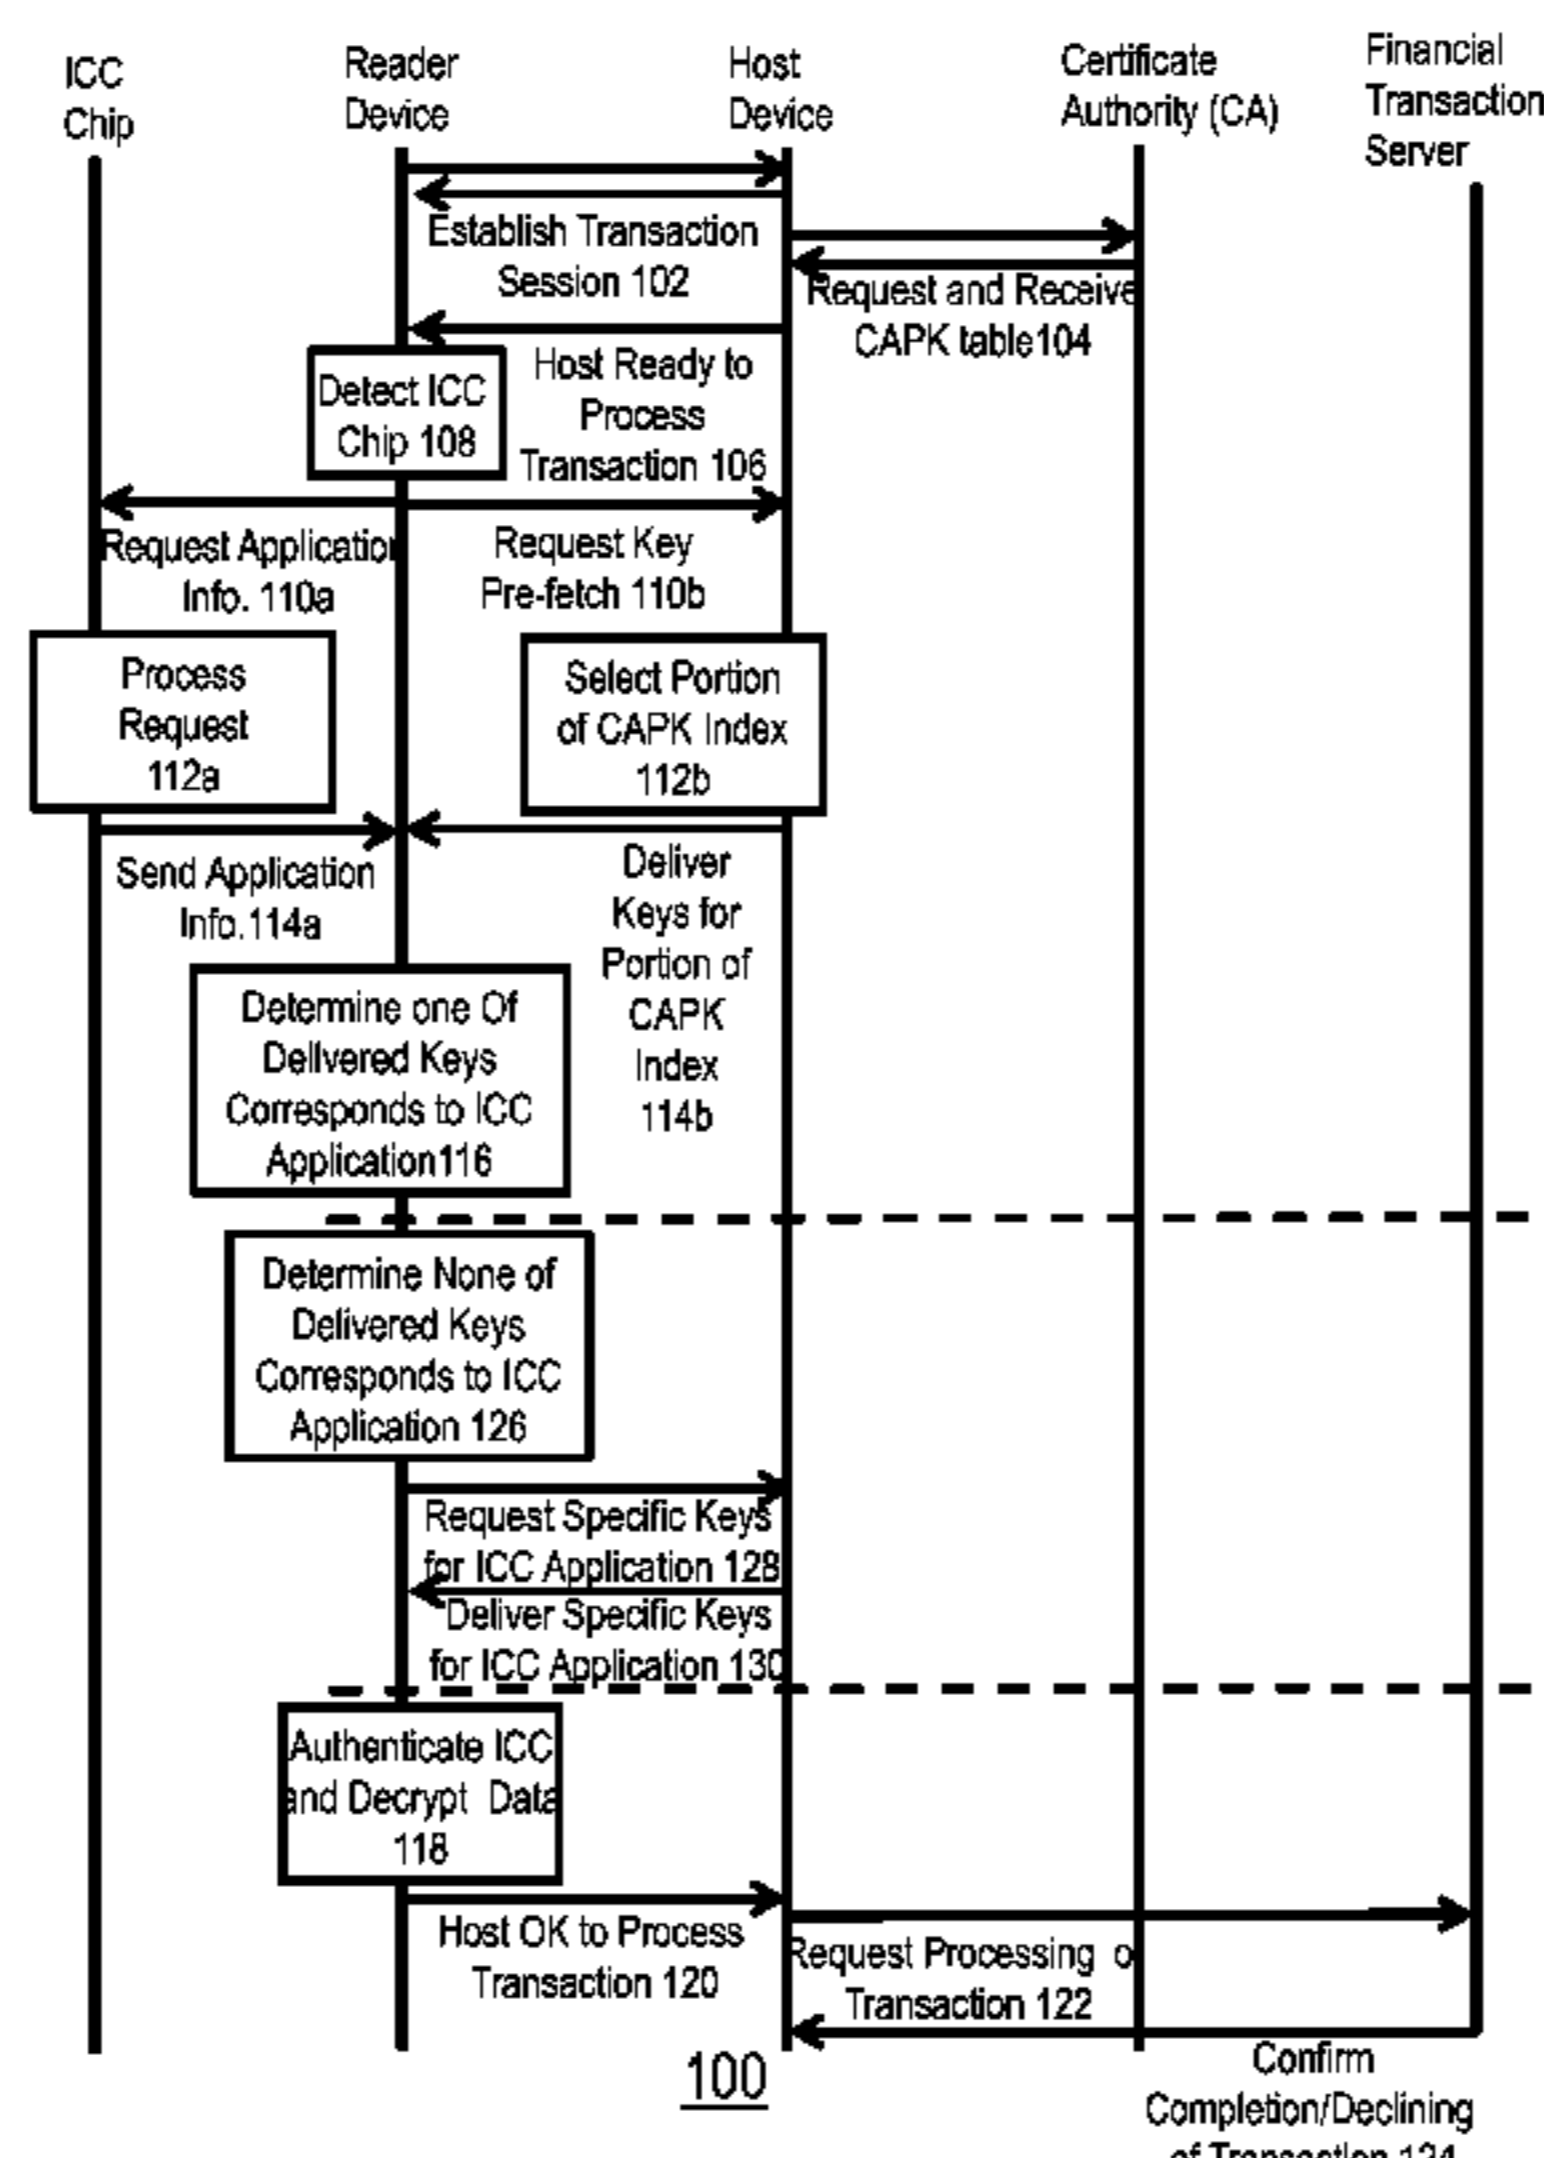 ICC
Chip
Reader
Device
Host
Device
Certificate
Authority (CA)
Financial
Transaction
Server
Establish Transaction
Session 102
Request and Receive
CAPK table104
Host Ready to
Process
Transaction 106
Detect ICC
Chip 108
Request Application
Info. 110a
Request Key
Pre-fetch 110b
Process
Request
112a
Select Portion
of CAPK Index
112b
Send Application
Info.114a
Deliver
Keys for
Portion of
CAPK
Index
114b
Determine one Of
Delivered Keys
Corresponds to ICC
Application116
Determine None of
Delivered Keys
Corresponds to ICC
Application 126
Request Specific Keys
for ICC Application 128
Deliver Specific Keys
for ICC Application 130
Authenticate ICC
and Decrypt Data
118
Host OK to Process
Transaction 120
Request Processing o
Transaction 122
100
Confirm
Completion/Declining
of Transaction 124